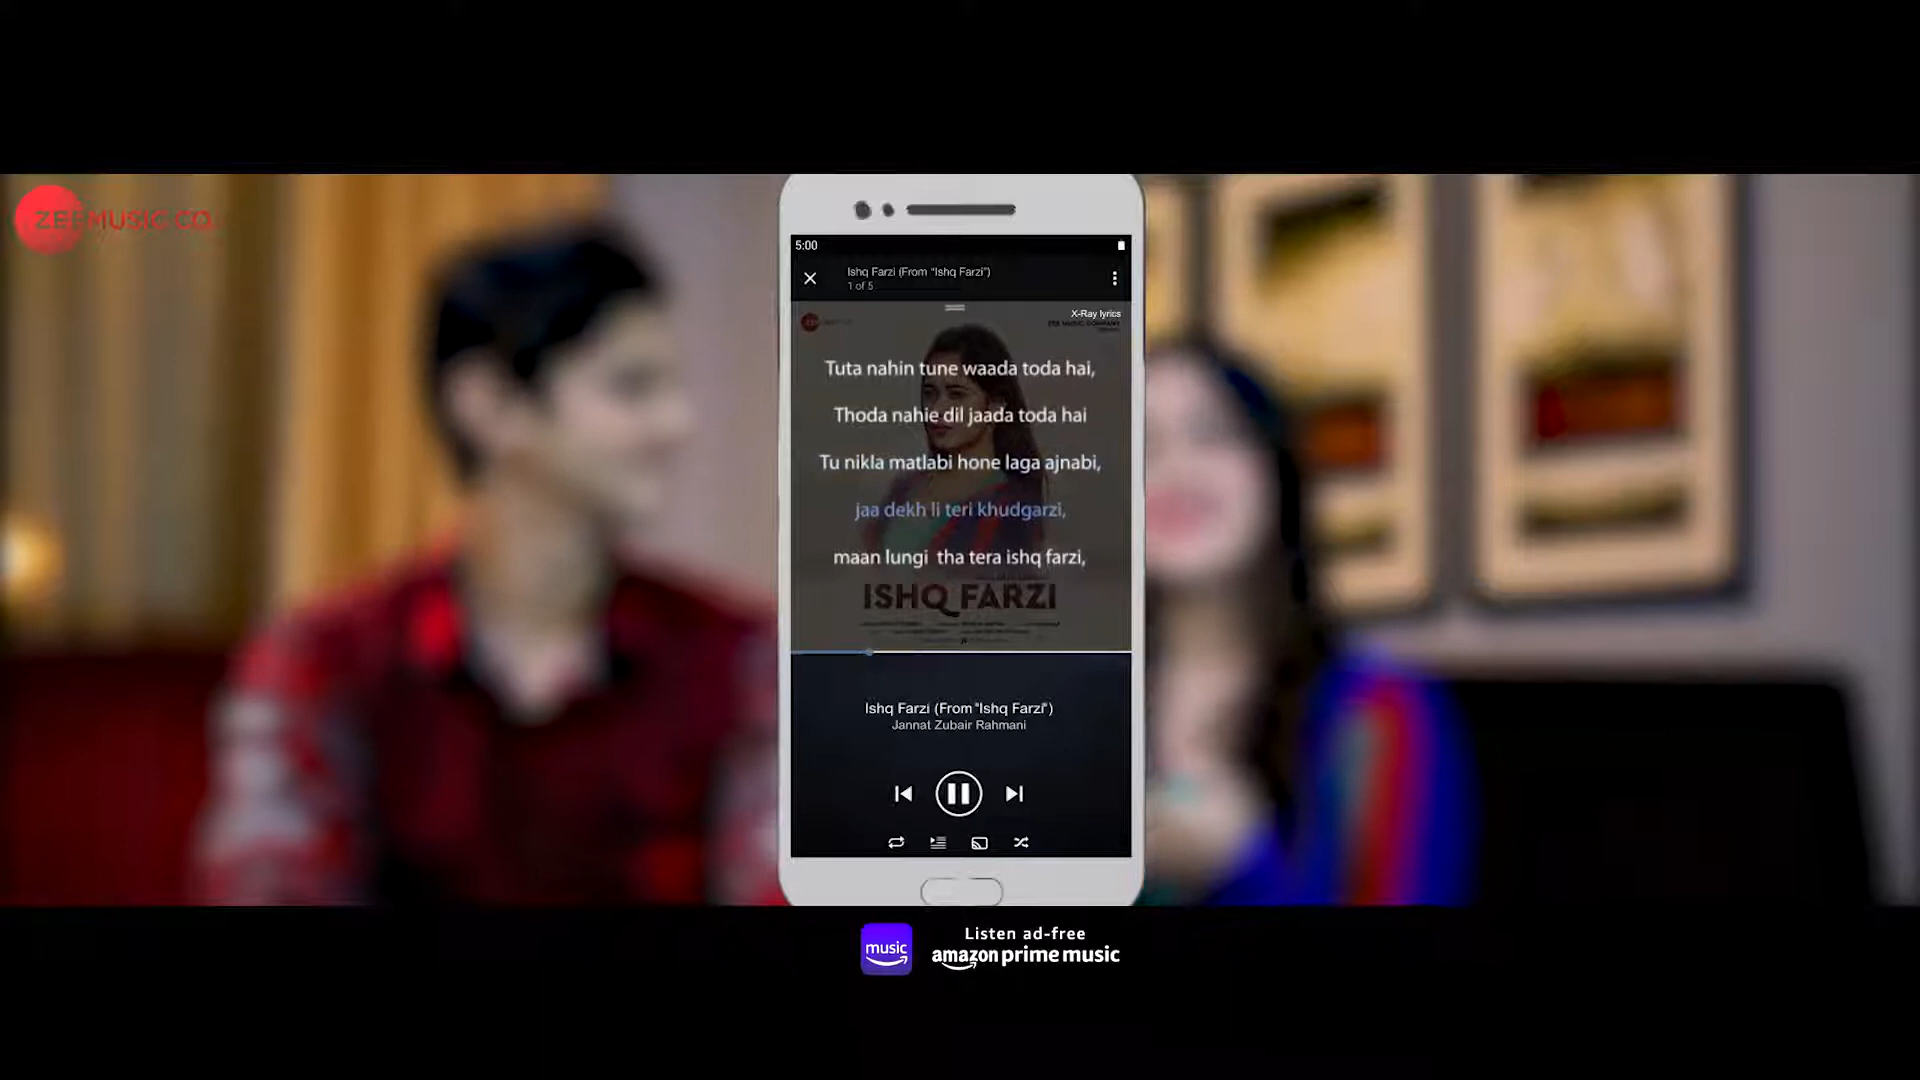 ZEE MUSIC CO.
5:00
Ishq Farzi (From “Ishq Farzi”)
1 of 5
X-Ray lyrics
Tuta nahin tune waada toda hai,
Thoda nahie dil jaada toda hai
Tu nikla matlabi hone laga ajnabi,
jaa dekh li teri khudgarzi,
maan lungi tha tera ishq farzi,
ISHQ FARZI
Ishq Farzi (From "Ishq Farzi")
Jannat Zubair Rahmani
music
Listen ad-free
amazon prime music